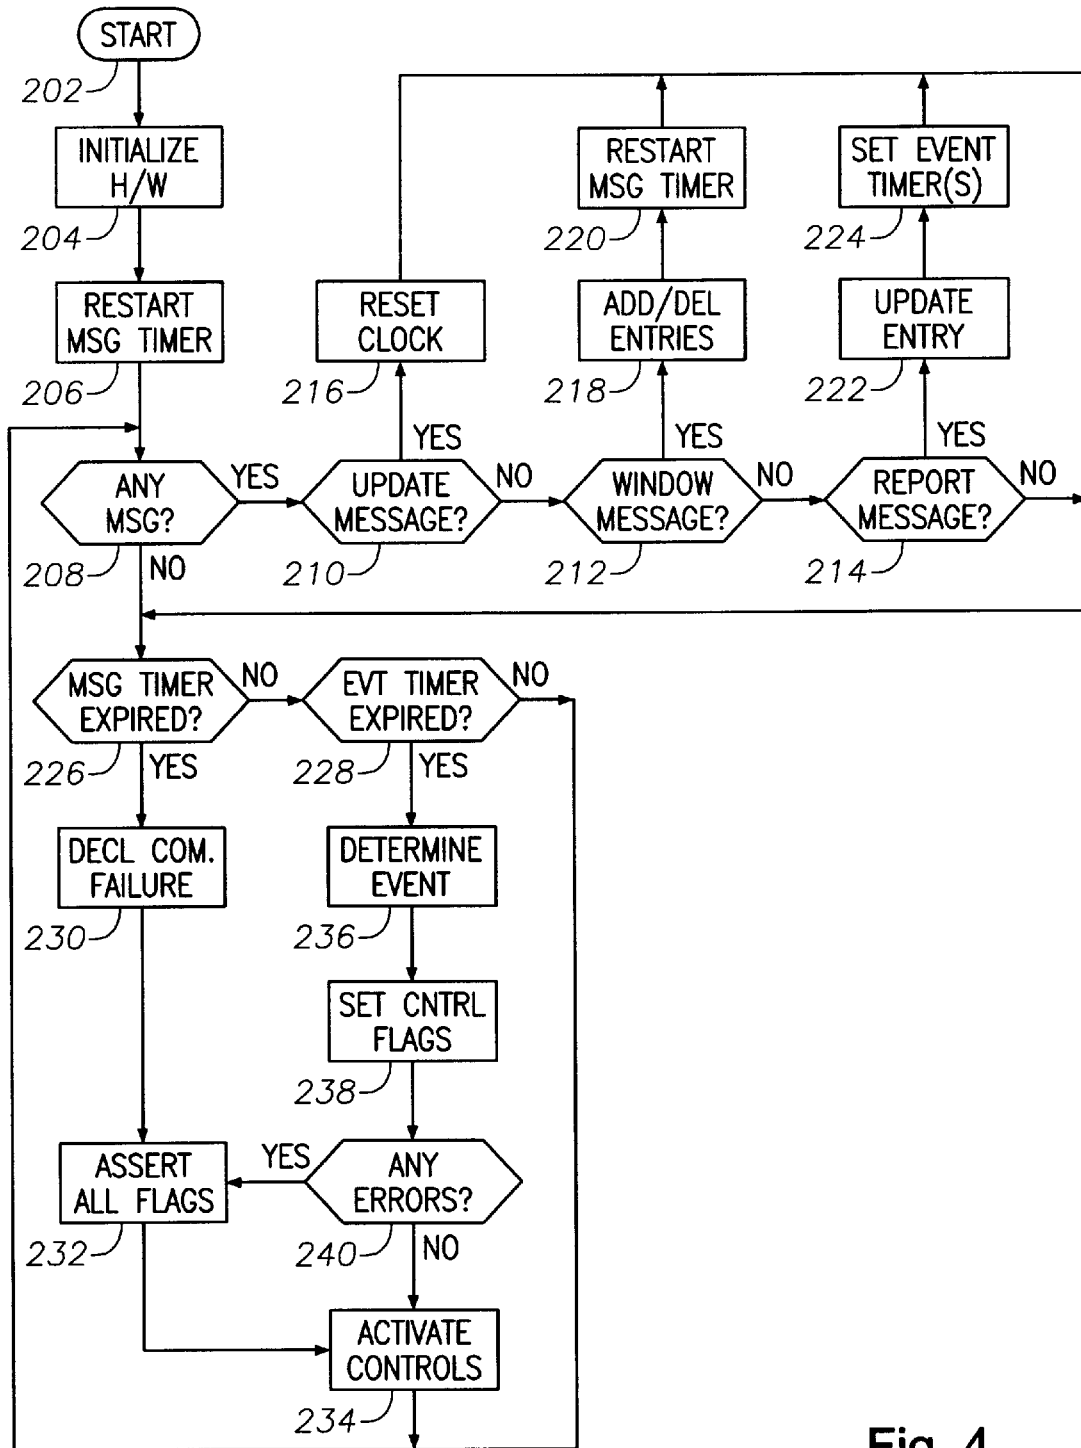 START
202
INITIALIZE
H/W
204
RESTART
MSG TIMER
206
RESTART
MSG TIMER
220
SET EVENT
TIMER(S)
224
RESET
CLOCK
216
ADD/DEL
ENTRIES
218
UPDATE
ENTRY
222
YES
YES
YES
ANY
MSG?
208
YES
UPDATE
MESSAGE?
210
NO
WINDOW
MESSAGE?
212
NO
REPORT
MESSAGE?
214
NO
NO
MSG TIMER
EXPIRED?
226
NO
EVT TIMER
EXPIRED?
228
NO
YES
YES
DECL COM.
FAILURE
230
DETERMINE
EVENT
236
SET CNTRL
FLAGS
238
ASSERT
ALL FLAGS
232
YES
ANY
ERRORS?
240
NO
ACTIVATE
CONTROLS
234
Fig. 4